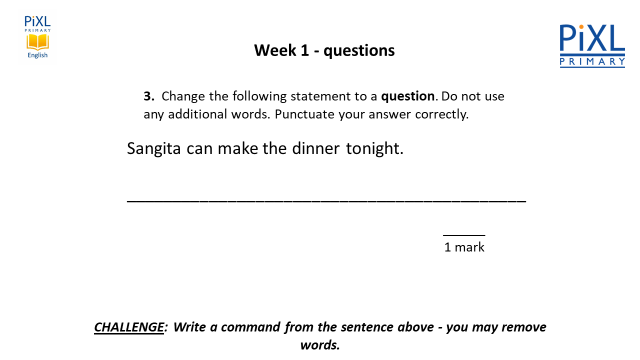 PiXL
PRIMARY
English
PiXL
PRIMARY
Week 1 - questions
3. Change the following statement to a question. Do not use
any additional words. Punctuate your answer correctly.
Sangita can make the dinner tonight.
1 mark
CHALLENGE: Write a command from the sentence above - you may remove
words.